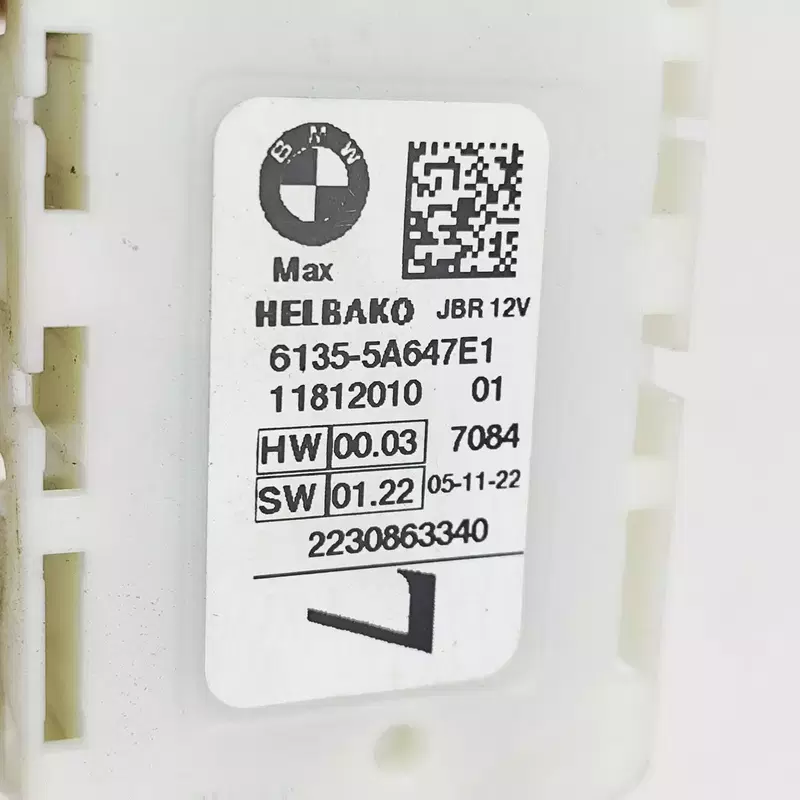 BMW
Max
HELBAKO JBR 12V
6135-5A647E1
11812010 01
HW 00.03 7084
SW 01.22 05-11-22
2230863340
7